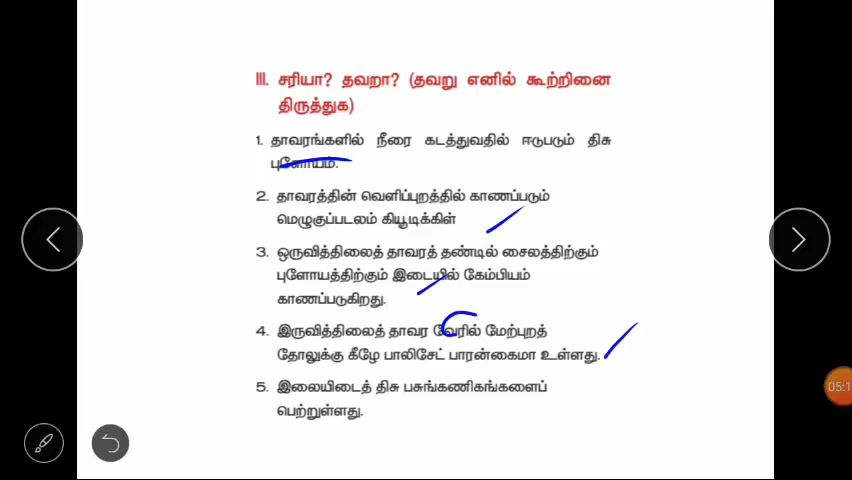 III. சரியா? தவறா? (தவறு எனில் கூற்றினை
திருத்துக)
1. தாவரங்களில் நீரை கடத்துவதில் ஈடுபடும் திசு
புளோயம்.
2. தாவரத்தின் வெளிப்புறத்தில் காணப்படும்
மெழுகுப்படலம் கியூடிக்கிள்
3. ஒருவித்திலைத் தாவரத் தண்டில் சைலத்திற்கும்
புளோயத்திற்கும் இடையில் கேம்பியம்
காணப்படுகிறது.
4. இருவித்திலைத் தாவர வேரில் மேற்புறத்
தோலுக்கு கீழே பாலிசேட் பாரன்கைமா உள்ளது.
5. இலையிடைத் திசு பசுங்கணிகங்களைப்
பெற்றுள்ளது.
05:1